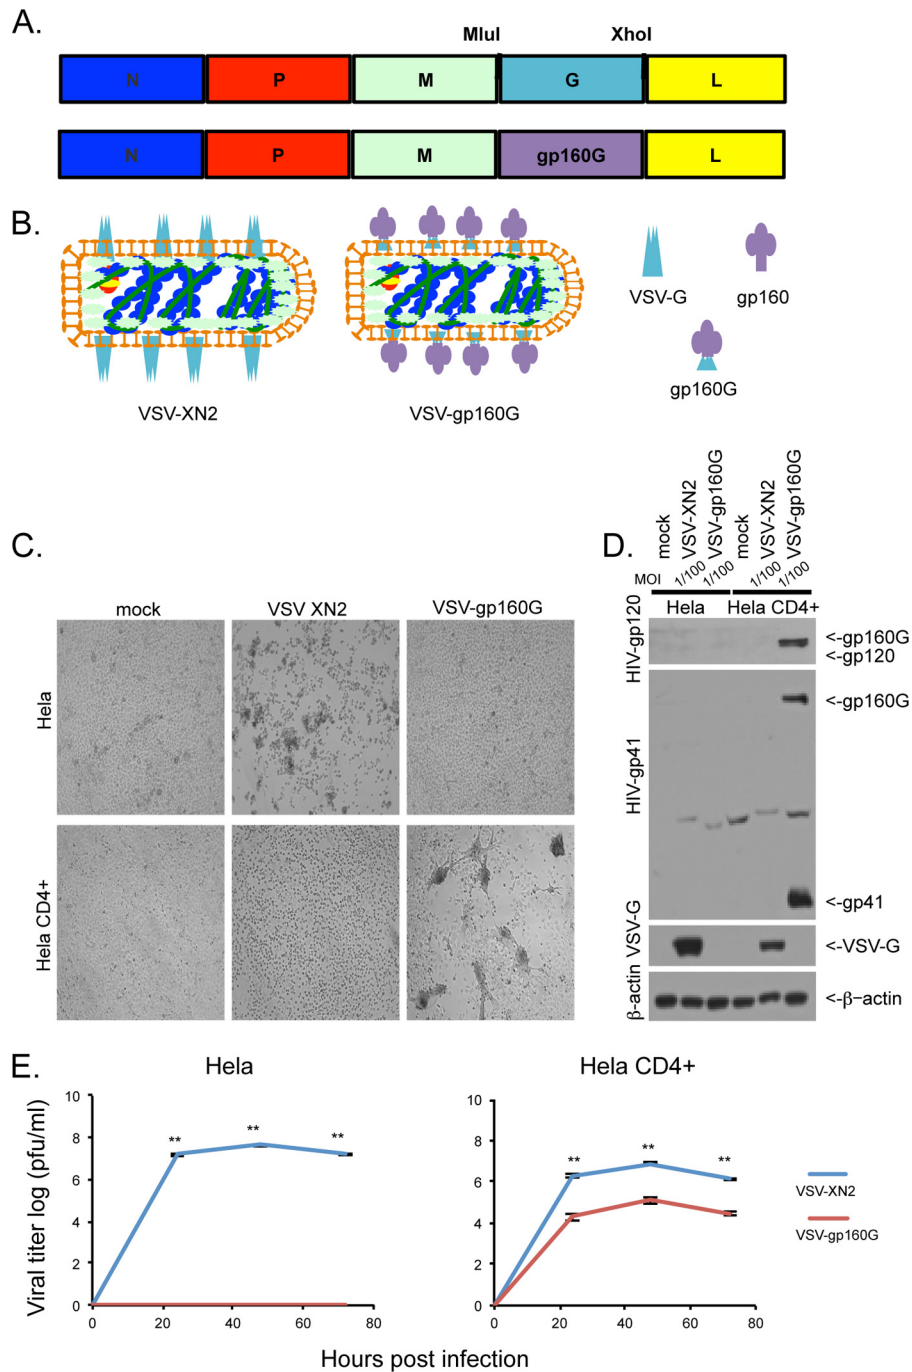 A.
MluI XhoI
N P M G L
N P M gp160G L
B.
VSV-G gp160
gp160G
VSV-XN2 VSV-gp160G
C.
mock VSV XN2 VSV-gp160G
Hela
Hela CD4+
D.
mock VSV-XN2 VSV-gp160G mock VSV-XN2 VSV-gp160G
MOI 1/100 1/100 1/100 1/100
Hela Hela CD4+
HIV-gp120
<-gp160G
<-gp120
HIV-gp41
<-gp160G
<-gp41
VSV-G
<-VSV-G
β-actin
<-β-actin
E.
Hela Hela CD4+
Viral titer log (pfu/ml)
10 10
8 8
6 6
4 4
2 2
0 0
** ** ** ** ** **
0 20 40 60 80 0 20 40 60 80
VSV-XN2
VSV-gp160G
Hours post infection